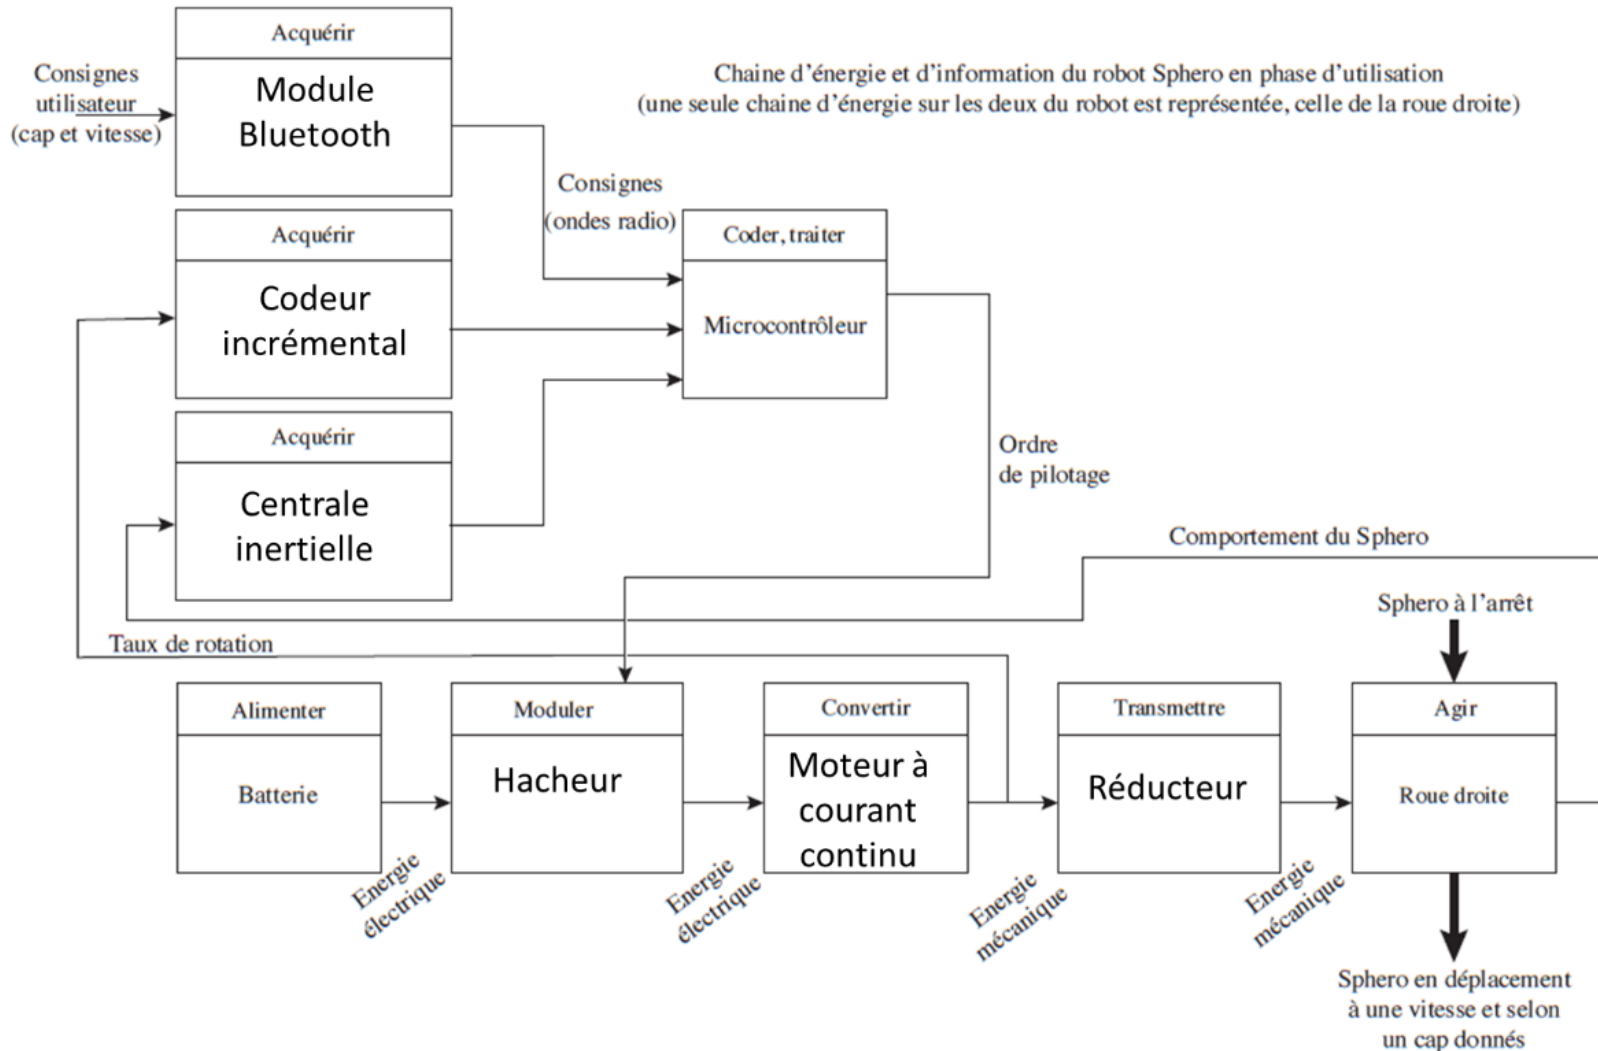 Chaine d'énergie et d'information du robot Sphero en phase d'utilisation
(une seule chaine d'énergie sur les deux du robot est représentée, celle de la roue droite)
Consignes
utilisateur
(cap et vitesse)
Acquérir
Module
Bluetooth
Consignes
(ondes radio)
Acquérir
Codeur
incrémental
Coder, traiter
Microcontrôleur
Acquérir
Centrale
inertielle
Ordre
de pilotage
Comportement du Sphero
Sphero à l'arrêt
Taux de rotation
Alimenter
Batterie
Energie
électrique
Moduler
Hacheur
Energie
électrique
Convertir
Moteur à
courant
continu
Energie
mécanique
Transmettre
Réducteur
Energie
mécanique
Agir
Roue droite
Sphero en déplacement
à une vitesse et selon
un cap donnés